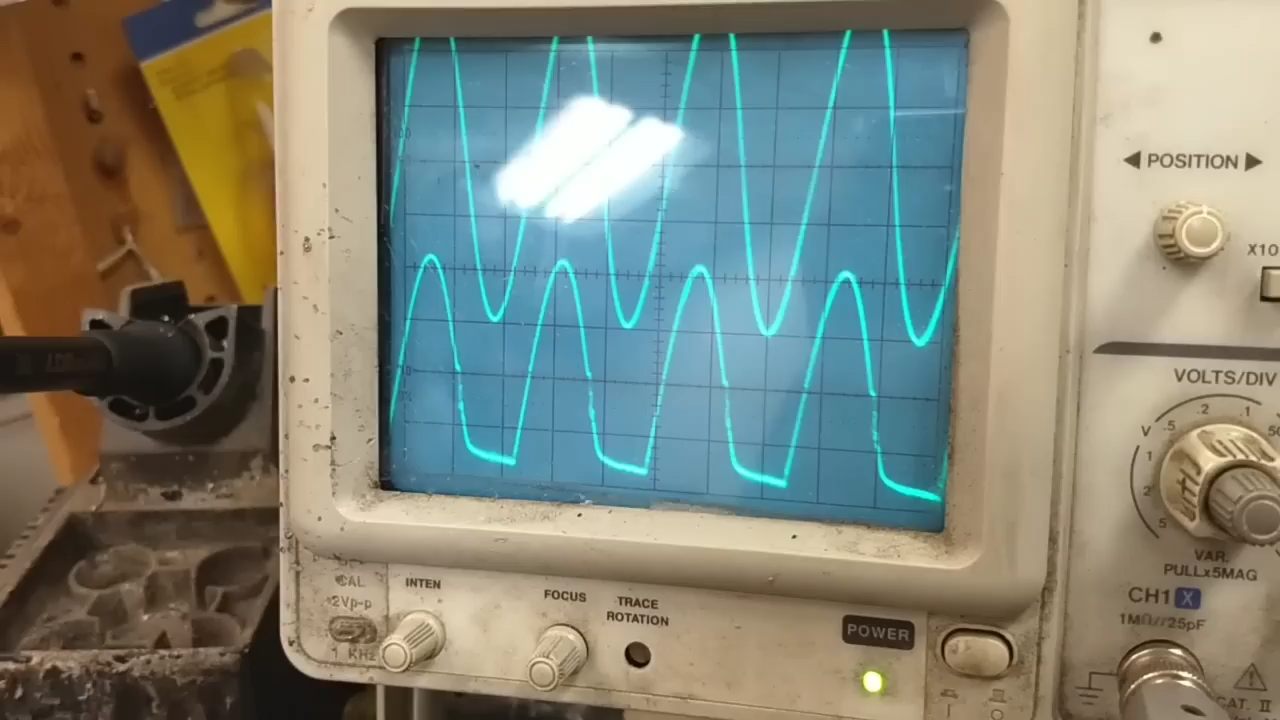 POSITION
X10
VOLTS/DIV
.2
.1
.5
50
V
1
2
5
VAR.
PULLx5MAG
CH1 X
1MΩ//25pF
CAL
2Vp-p
1 KHz
INTEN
FOCUS
TRACE
ROTATION
POWER
CAT. II